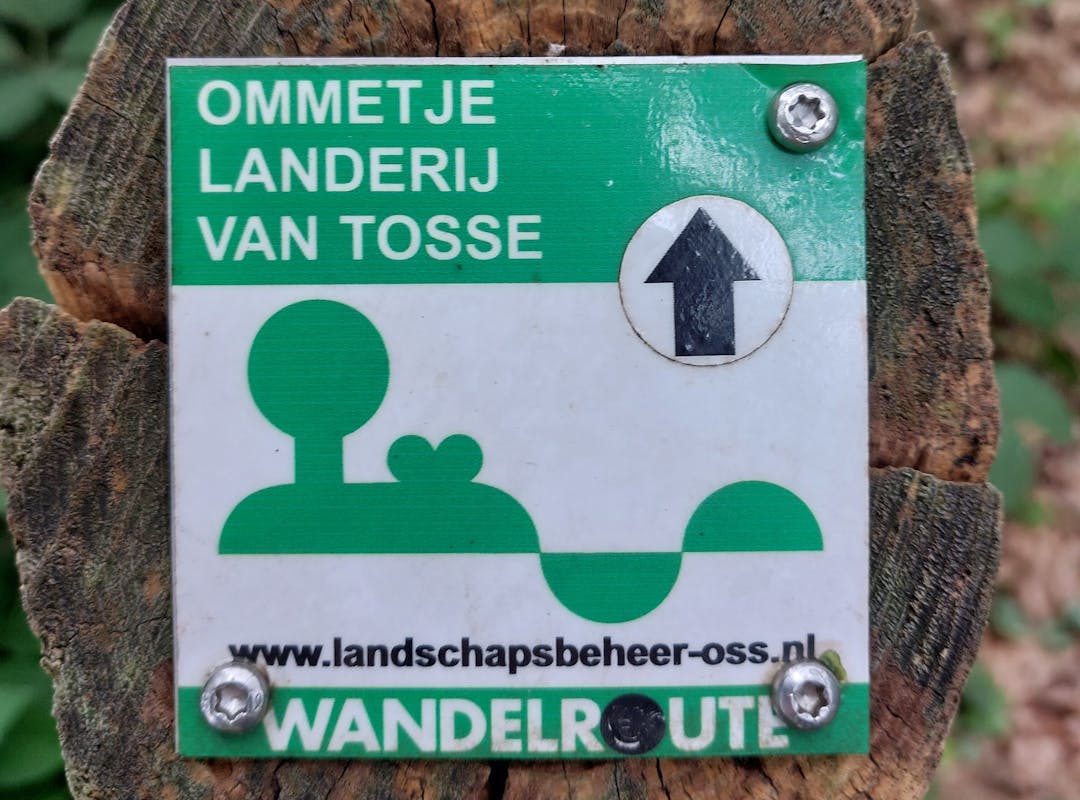 OMMETJE
LANDERIJ
VAN TOSSE
www.landschapsbeheer-oss.nl
WANDELROUTE